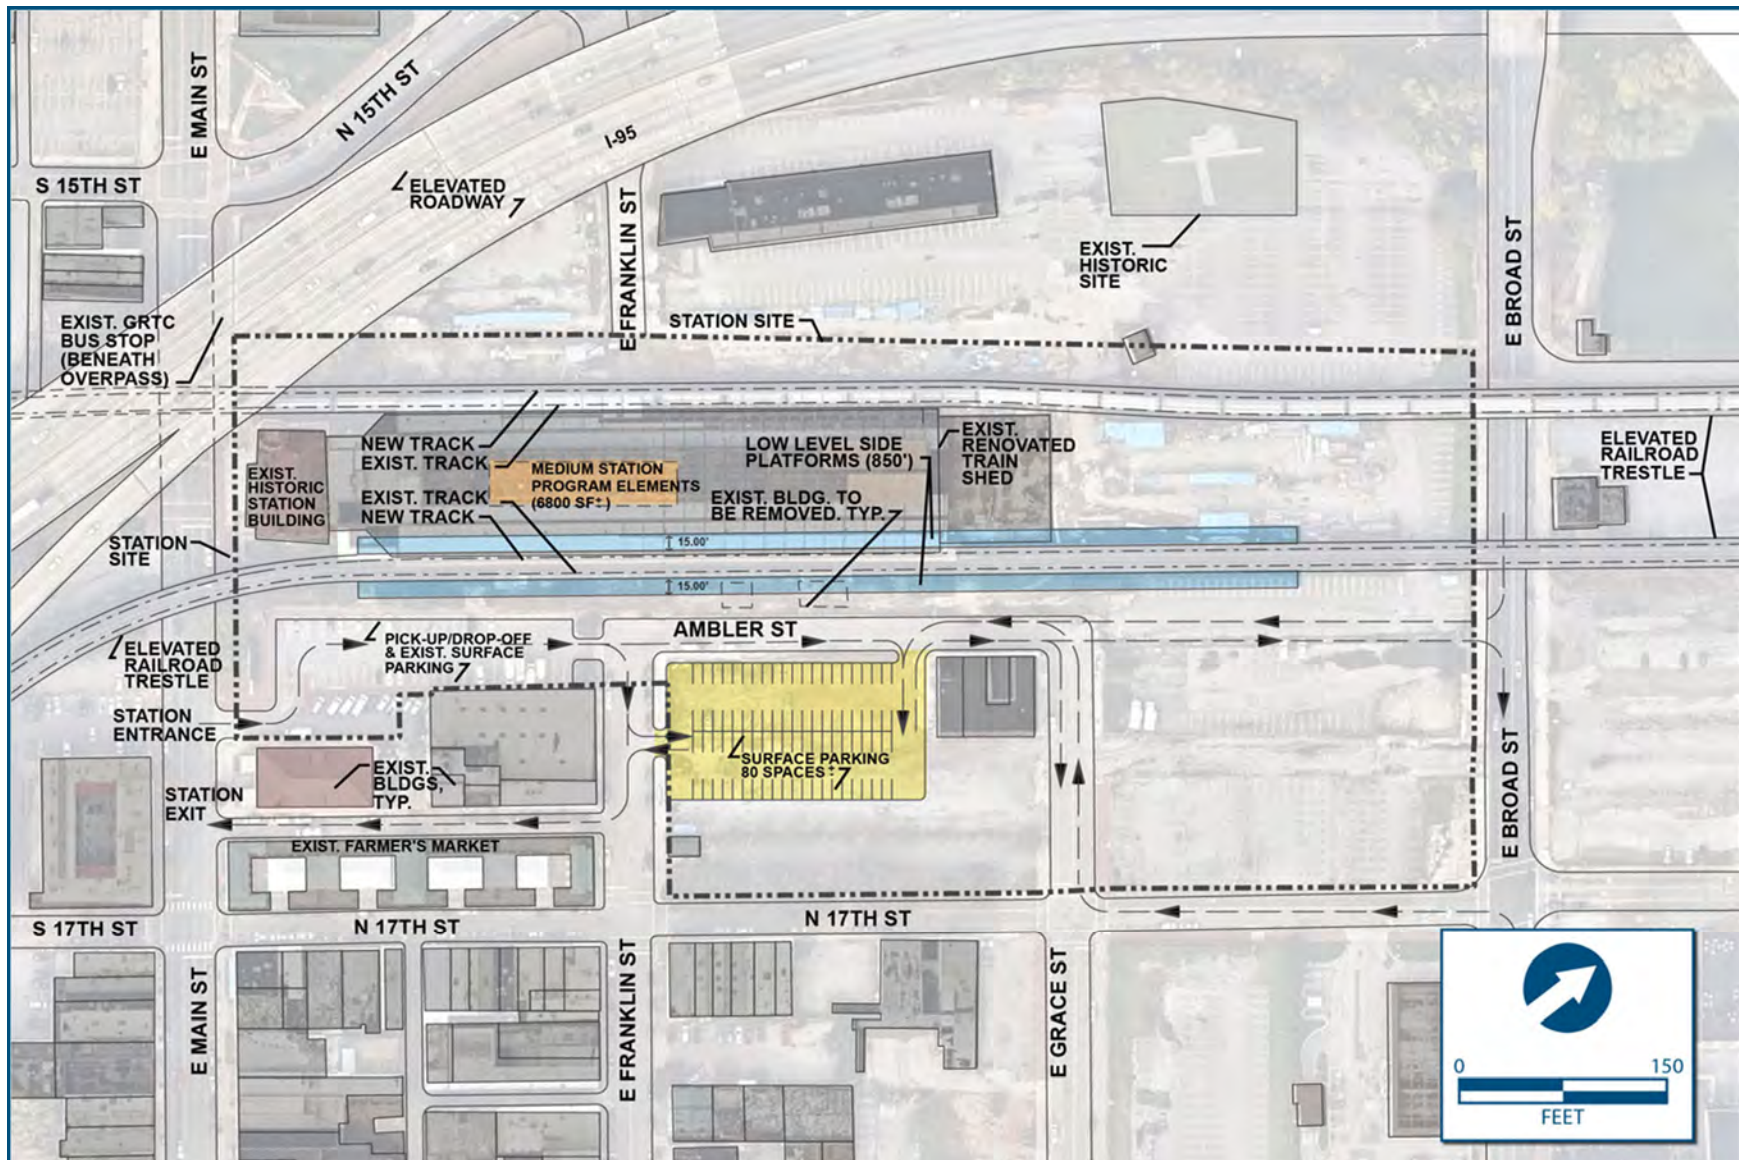 E MAIN ST
N 15TH ST
I-95
S 15TH ST
ELEVATED
ROADWAY
E FRANKLIN ST
EXIST.
HISTORIC
SITE
E BROAD ST
EXIST. GRTC
BUS STOP
(BENEATH
OVERPASS)
STATION SITE
NEW TRACK
EXIST. TRACK
MEDIUM STATION
PROGRAM ELEMENTS
(6800 SF±)
EXIST. TRACK
NEW TRACK
LOW LEVEL SIDE
PLATFORMS (850')
EXIST. BLDG. TO
BE REMOVED. TYP.
EXIST.
RENOVATED
TRAIN
SHED
ELEVATED
RAILROAD
TRESTLE
EXIST.
HISTORIC
STATION
BUILDING
STATION
SITE
15.00'
15.00'
AMBLER ST
PICK-UP/DROP-OFF
& EXIST. SURFACE
PARKING
ELEVATED
RAILROAD
TRESTLE
STATION
ENTRANCE
SURFACE PARKING
80 SPACES±
EXIST.
BLDGS,
TYP.
STATION
EXIT
E BROAD ST
EXIST. FARMER'S MARKET
S 17TH ST
N 17TH ST
N 17TH ST
E MAIN ST
E FRANKLIN ST
E GRACE ST
0 150
FEET